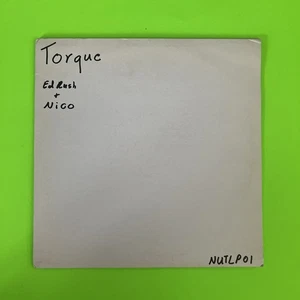 Torque
Ed Rush
+
Nico
NUTLP01